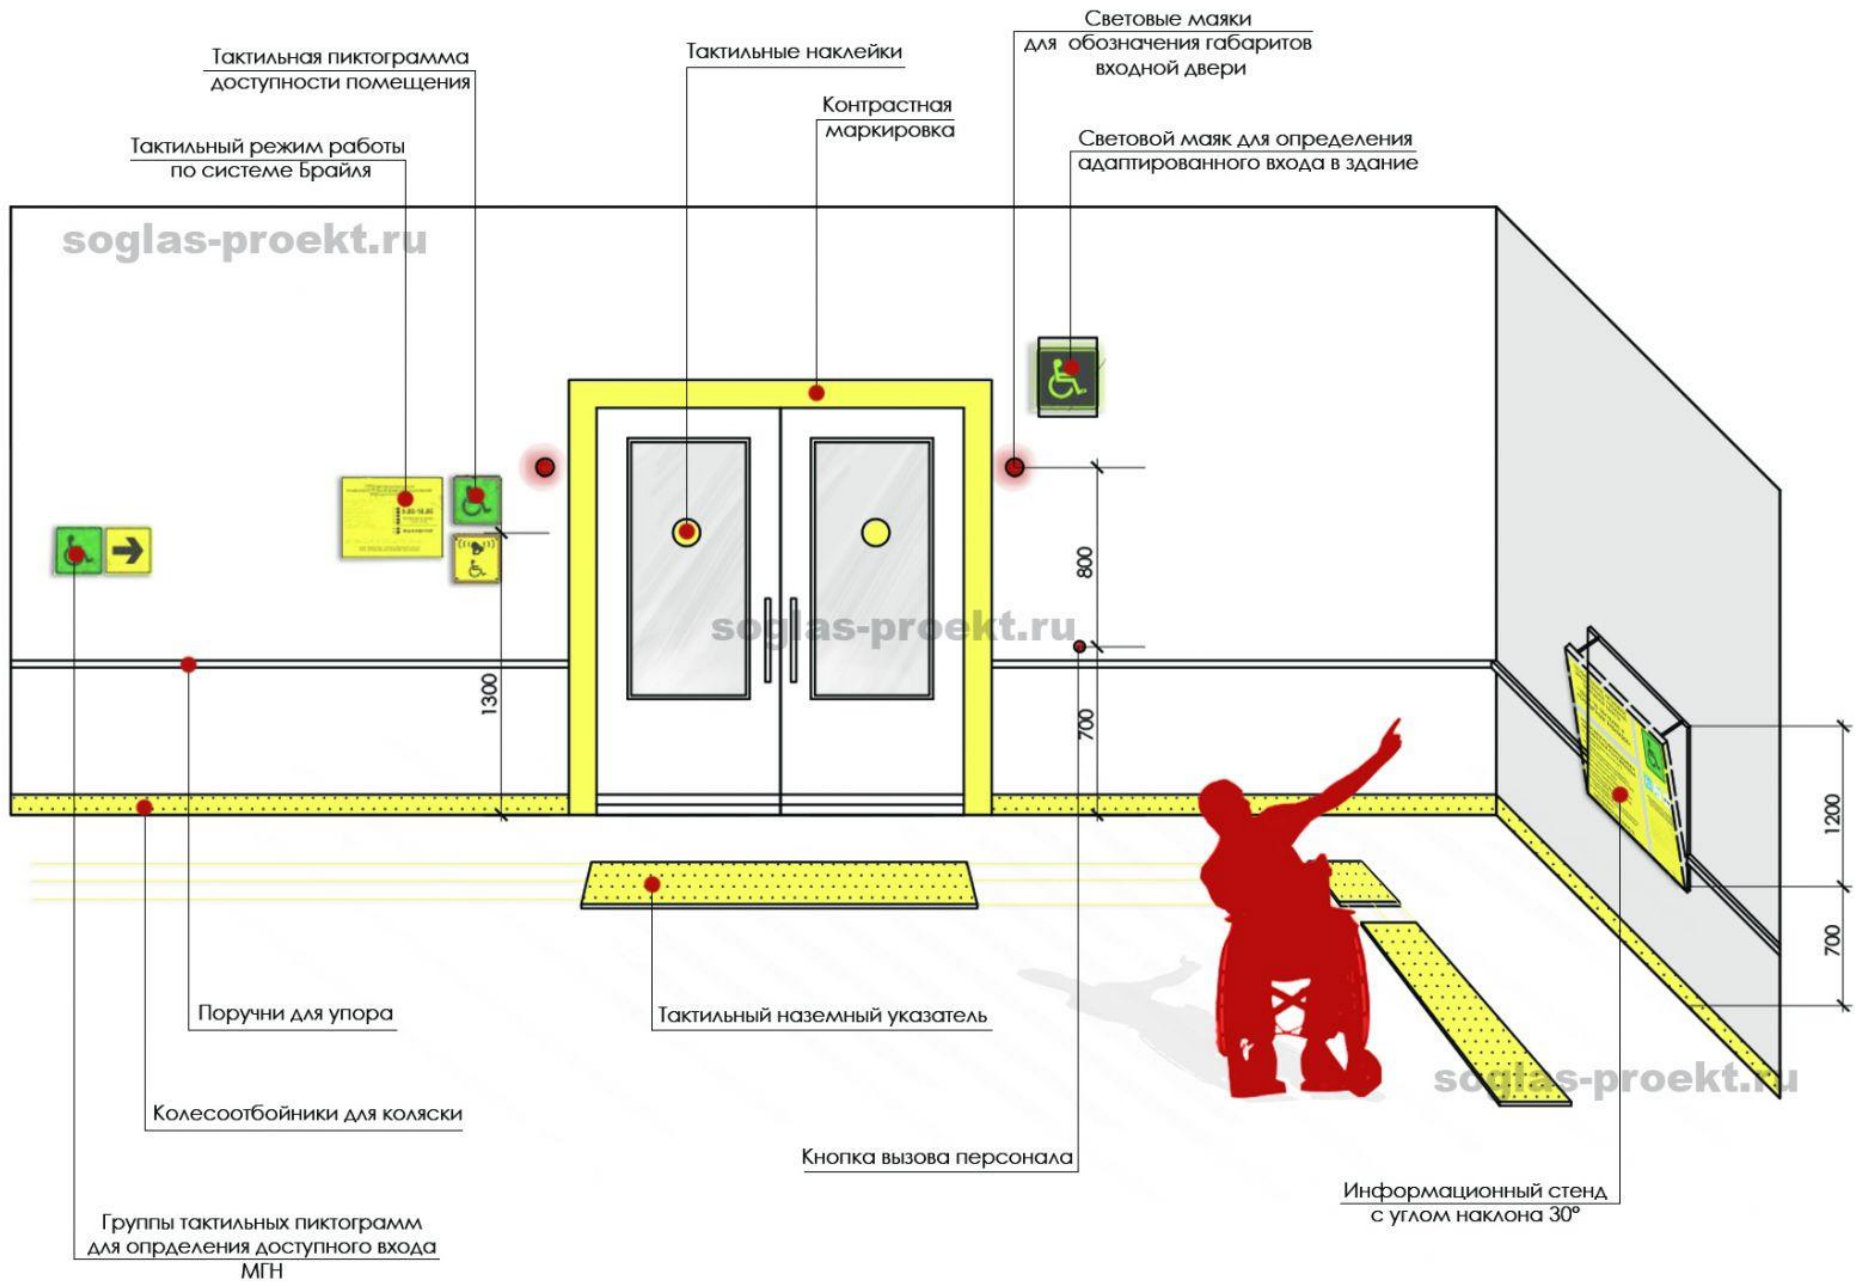 Световые маяки
для обозначения габаритов
входной двери
Тактильная пиктограмма
доступности помещения
Тактильные наклейки
Контрастная
маркировка
Тактильный режим работы
по системе Брайля
Световой маяк для определения
адаптированного входа в здание
soglas-proekt.ru
800
soglas-proekt.ru
1300
700
1200
700
Поручни для упора
Тактильный наземный указатель
soglas-proekt.ru
Колесоотбойники для коляски
Кнопка вызова персонала
Информационный стенд
с углом наклона 30°
Группы тактильных пиктограмм
для опрделения доступного входа
МГН